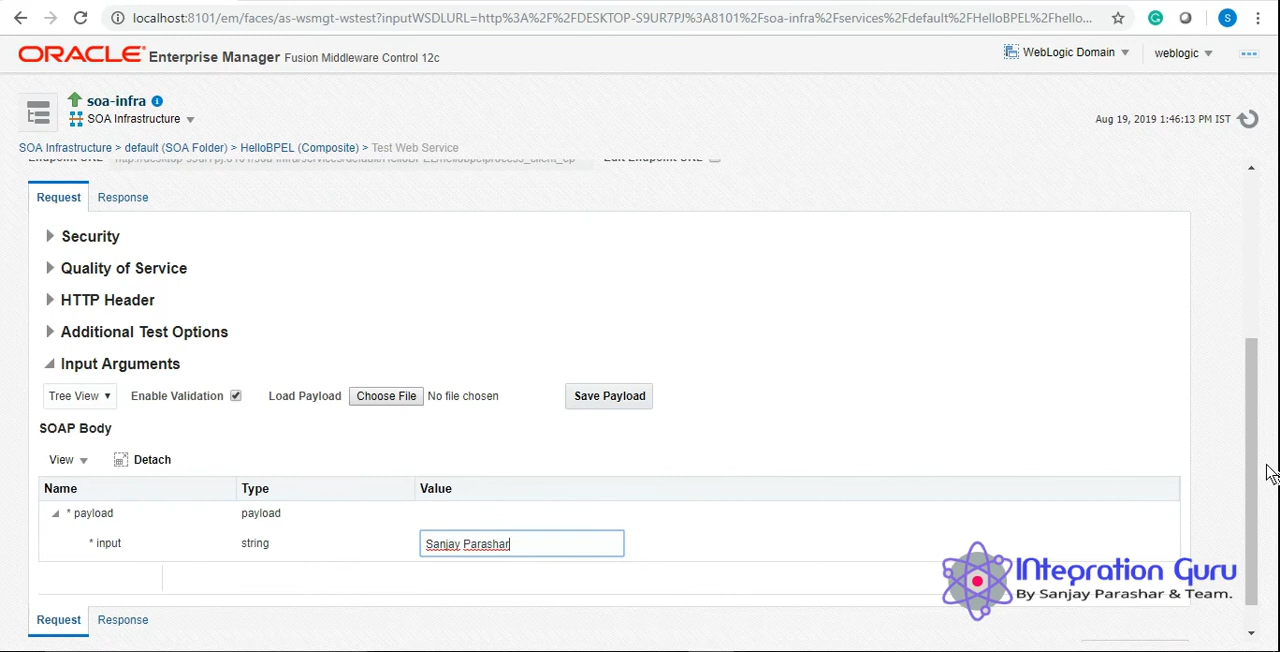 localhost:8101/em/faces/as-wsmgt-wstest?inputWSDLURL=http%3A%2F%2FDESKTOP-S9UR7PJ%3A8101%2Fsoa-infra%2Fservices%2Fdefault%2FHelloBPEL%2Fhello...
S
ORACLE Enterprise Manager Fusion Middleware Control 12c
WebLogic Domain
weblogic
soa-infra
SOA Infrastructure
Aug 19, 2019 1:46:13 PM IST
SOA Infrastructure > default (SOA Folder) > HelloBPEL (Composite) > Test Web Service
Request Response
Security
Quality of Service
HTTP Header
Additional Test Options
Input Arguments
Tree View Enable Validation Load Payload Choose File No file chosen Save Payload
SOAP Body
View Detach
Name Type Value
* payload payload
* input string Sanjay Parashar
INtegration Guru
By Sanjay Parashar & Team.
Request Response